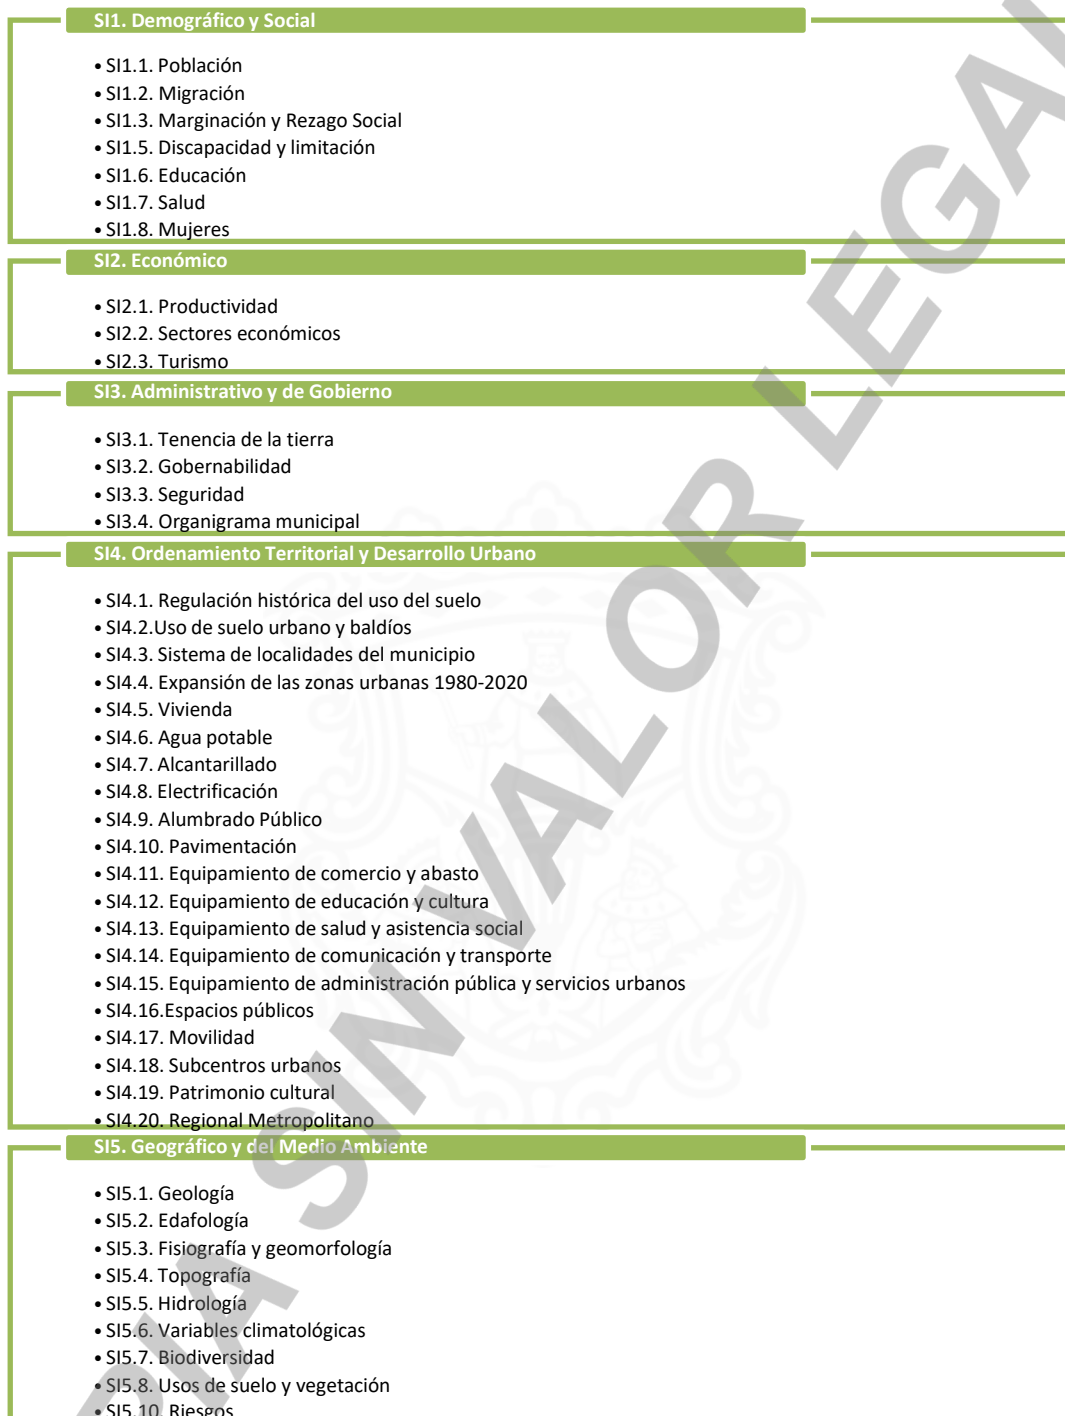 SI1. Demográfico y Social
• SI1.1. Población
• SI1.2. Migración
• SI1.3. Marginación y Rezago Social
• SI1.5. Discapacidad y limitación
• SI1.6. Educación
• SI1.7. Salud
• SI1.8. Mujeres
SI2. Económico
• SI2.1. Productividad
• SI2.2. Sectores económicos
• SI2.3. Turismo
SI3. Administrativo y de Gobierno
• SI3.1. Tenencia de la tierra
• SI3.2. Gobernabilidad
• SI3.3. Seguridad
• SI3.4. Organigrama municipal
SI4. Ordenamiento Territorial y Desarrollo Urbano
• SI4.1. Regulación histórica del uso del suelo
• SI4.2.Uso de suelo urbano y baldíos
• SI4.3. Sistema de localidades del municipio
• SI4.4. Expansión de las zonas urbanas 1980-2020
• SI4.5. Vivienda
• SI4.6. Agua potable
• SI4.7. Alcantarillado
• SI4.8. Electrificación
• SI4.9. Alumbrado Público
• SI4.10. Pavimentación
• SI4.11. Equipamiento de comercio y abasto
• SI4.12. Equipamiento de educación y cultura
• SI4.13. Equipamiento de salud y asistencia social
• SI4.14. Equipamiento de comunicación y transporte
• SI4.15. Equipamiento de administración pública y servicios urbanos
• SI4.16.Espacios públicos
• SI4.17. Movilidad
• SI4.18. Subcentros urbanos
• SI4.19. Patrimonio cultural
• SI4.20. Regional Metropolitano
SI5. Geográfico y del Medio Ambiente
• SI5.1. Geología
• SI5.2. Edafología
• SI5.3. Fisiografía y geomorfología
• SI5.4. Topografía
• SI5.5. Hidrología
• SI5.6. Variables climatológicas
• SI5.7. Biodiversidad
• SI5.8. Usos de suelo y vegetación
• SI5.10. Riesgos
PIA SIN VALOR LEGAL